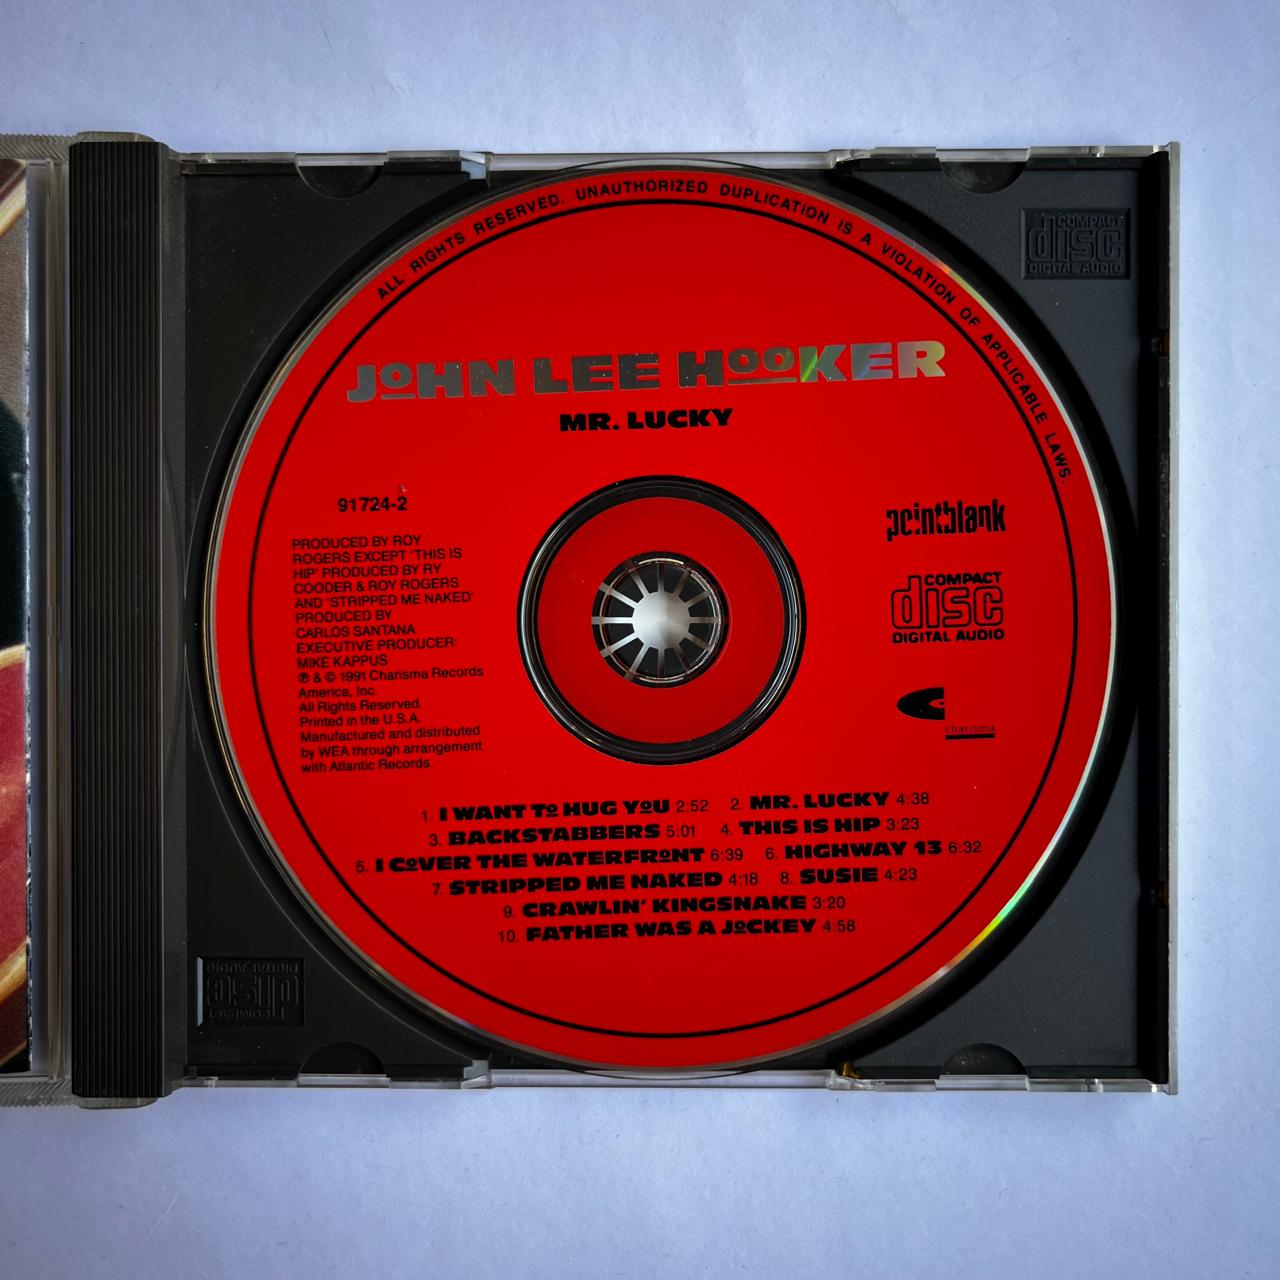 ALL RIGHTS RESERVED. UNAUTHORIZED DUPLICATION IS A VIOLATION OF APPLICABLE LAWS.
COMPACT
disc
DIGITAL AUDIO
JOHN LEE HOOKER
MR. LUCKY
91724-2
PRODUCED BY ROY
ROGERS EXCEPT 'THIS IS
HIP' PRODUCED BY RY
COODER & ROY ROGERS
AND 'STRIPPED ME NAKED'
PRODUCED BY
CARLOS SANTANA
EXECUTIVE PRODUCER:
MIKE KAPPUS
℗ & © 1991 Charisma Records
America, Inc.
All Rights Reserved.
Printed in the U.S.A.
Manufactured and distributed
by WEA through arrangement
with Atlantic Records.
pointblank
COMPACT
disc
DIGITAL AUDIO
charisma
1. I WANT TO HUG YOU 2:52 2. MR. LUCKY 4:38
3. BACKSTABBERS 5:01 4. THIS IS HIP 3:23
5. I COVER THE WATERFRONT 6:39 6. HIGHWAY 13 6:32
7. STRIPPED ME NAKED 4:18 8. SUSIE 4:23
9. CRAWLIN' KINGSNAKE 3:20
10. FATHER WAS A JOCKEY 4:58
COMPACT
disc
DIGITAL AUDIO